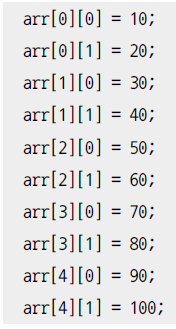 arr[0][0] = 10;
arr[0][1] = 20;
arr[1][0] = 30;
arr[1][1] = 40;
arr[2][0] = 50;
arr[2][1] = 60;
arr[3][0] = 70;
arr[3][1] = 80;
arr[4][0] = 90;
arr[4][1] = 100;